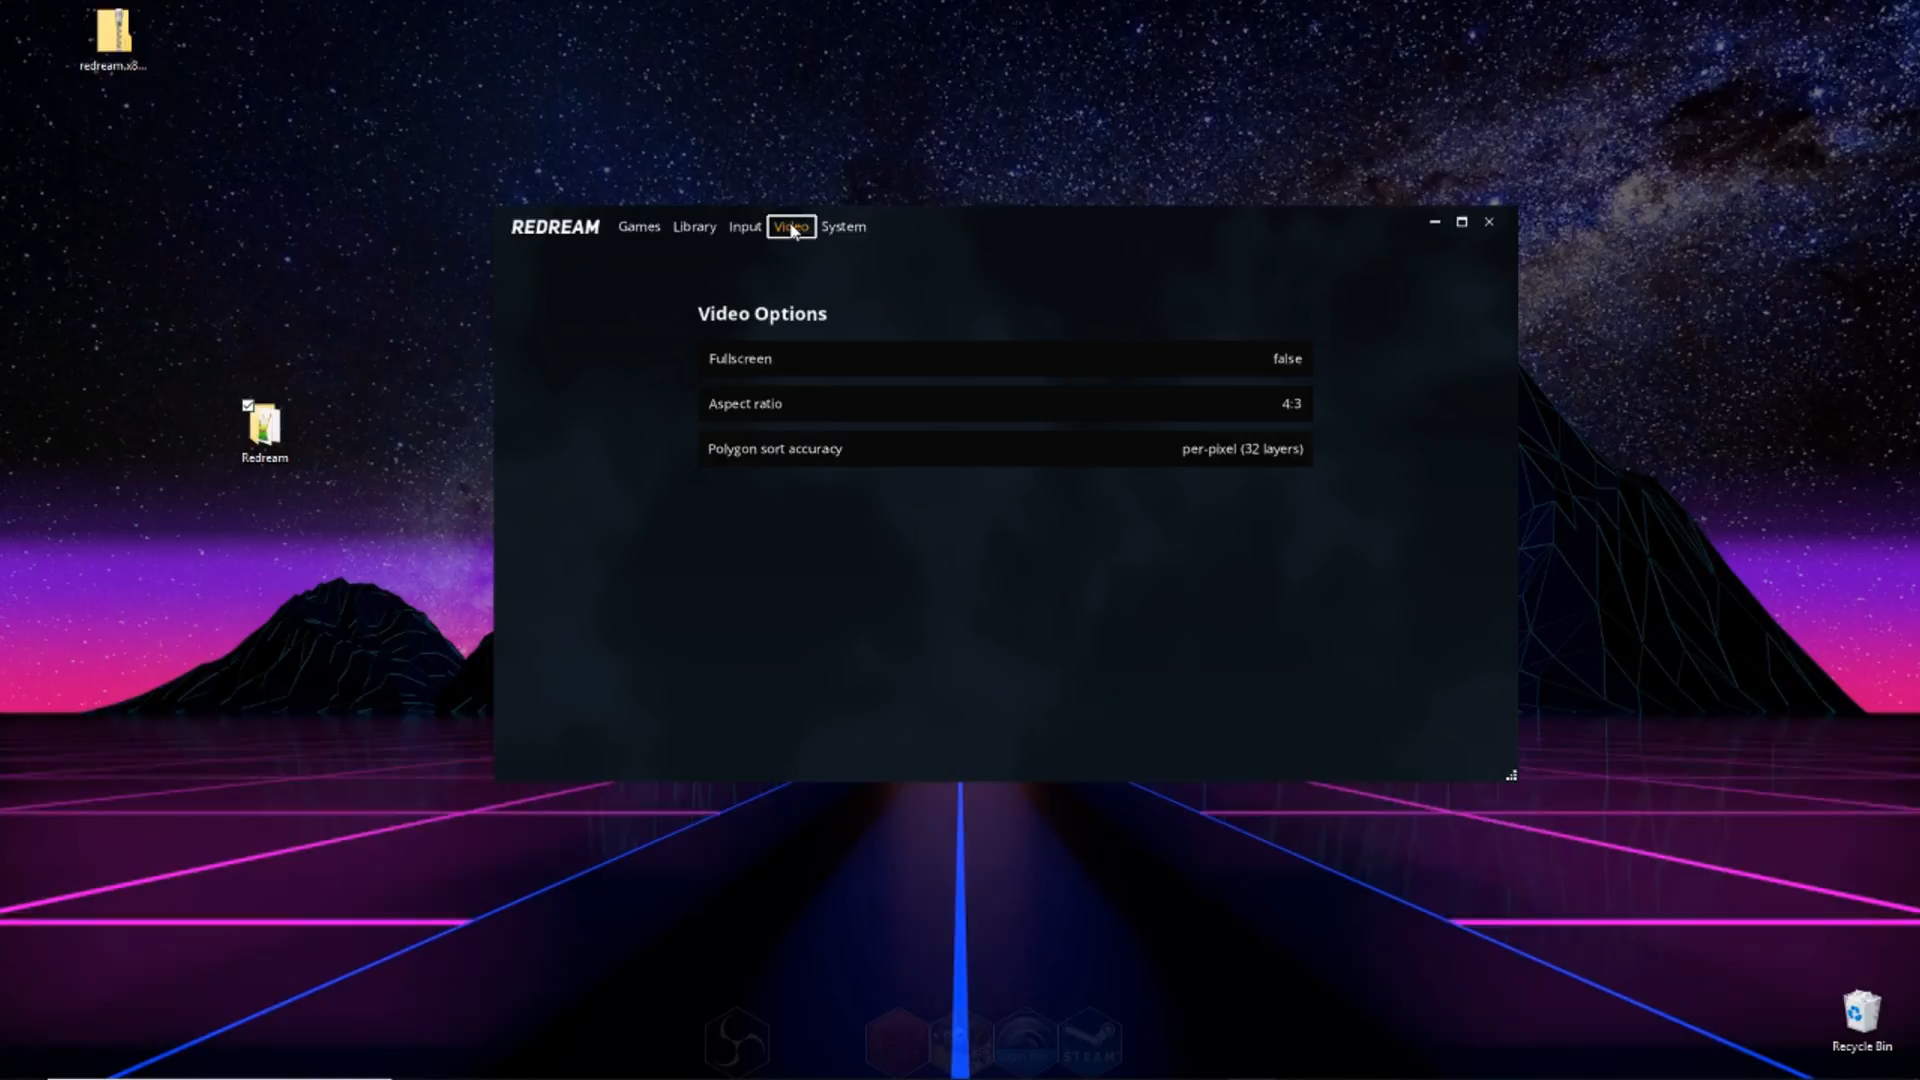 redream.x8...
REDREAM Games Library Input Video System
Video Options
Fullscreen false
Aspect ratio 4:3
Polygon sort accuracy per-pixel (32 layers)
Redream
STEAM
Recycle Bin